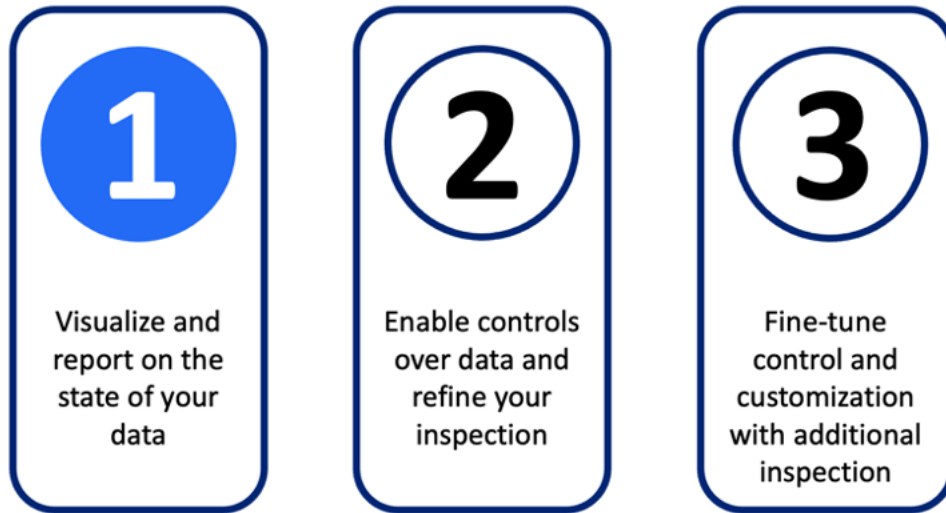 1
Visualize and
report on the
state of your
data
2
Enable controls
over data and
refine your
inspection
3
Fine-tune
control and
customization
with additional
inspection